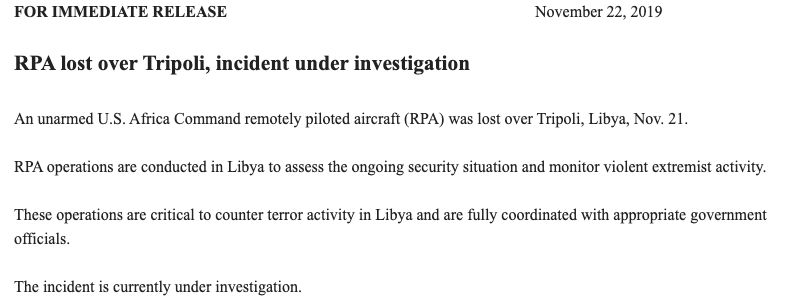 FOR IMMEDIATE RELEASE November 22, 2019
RPA lost over Tripoli, incident under investigation
An unarmed U.S. Africa Command remotely piloted aircraft (RPA) was lost over Tripoli, Libya, Nov. 21.
RPA operations are conducted in Libya to assess the ongoing security situation and monitor violent extremist activity.
These operations are critical to counter terror activity in Libya and are fully coordinated with appropriate government
officials.
The incident is currently under investigation.